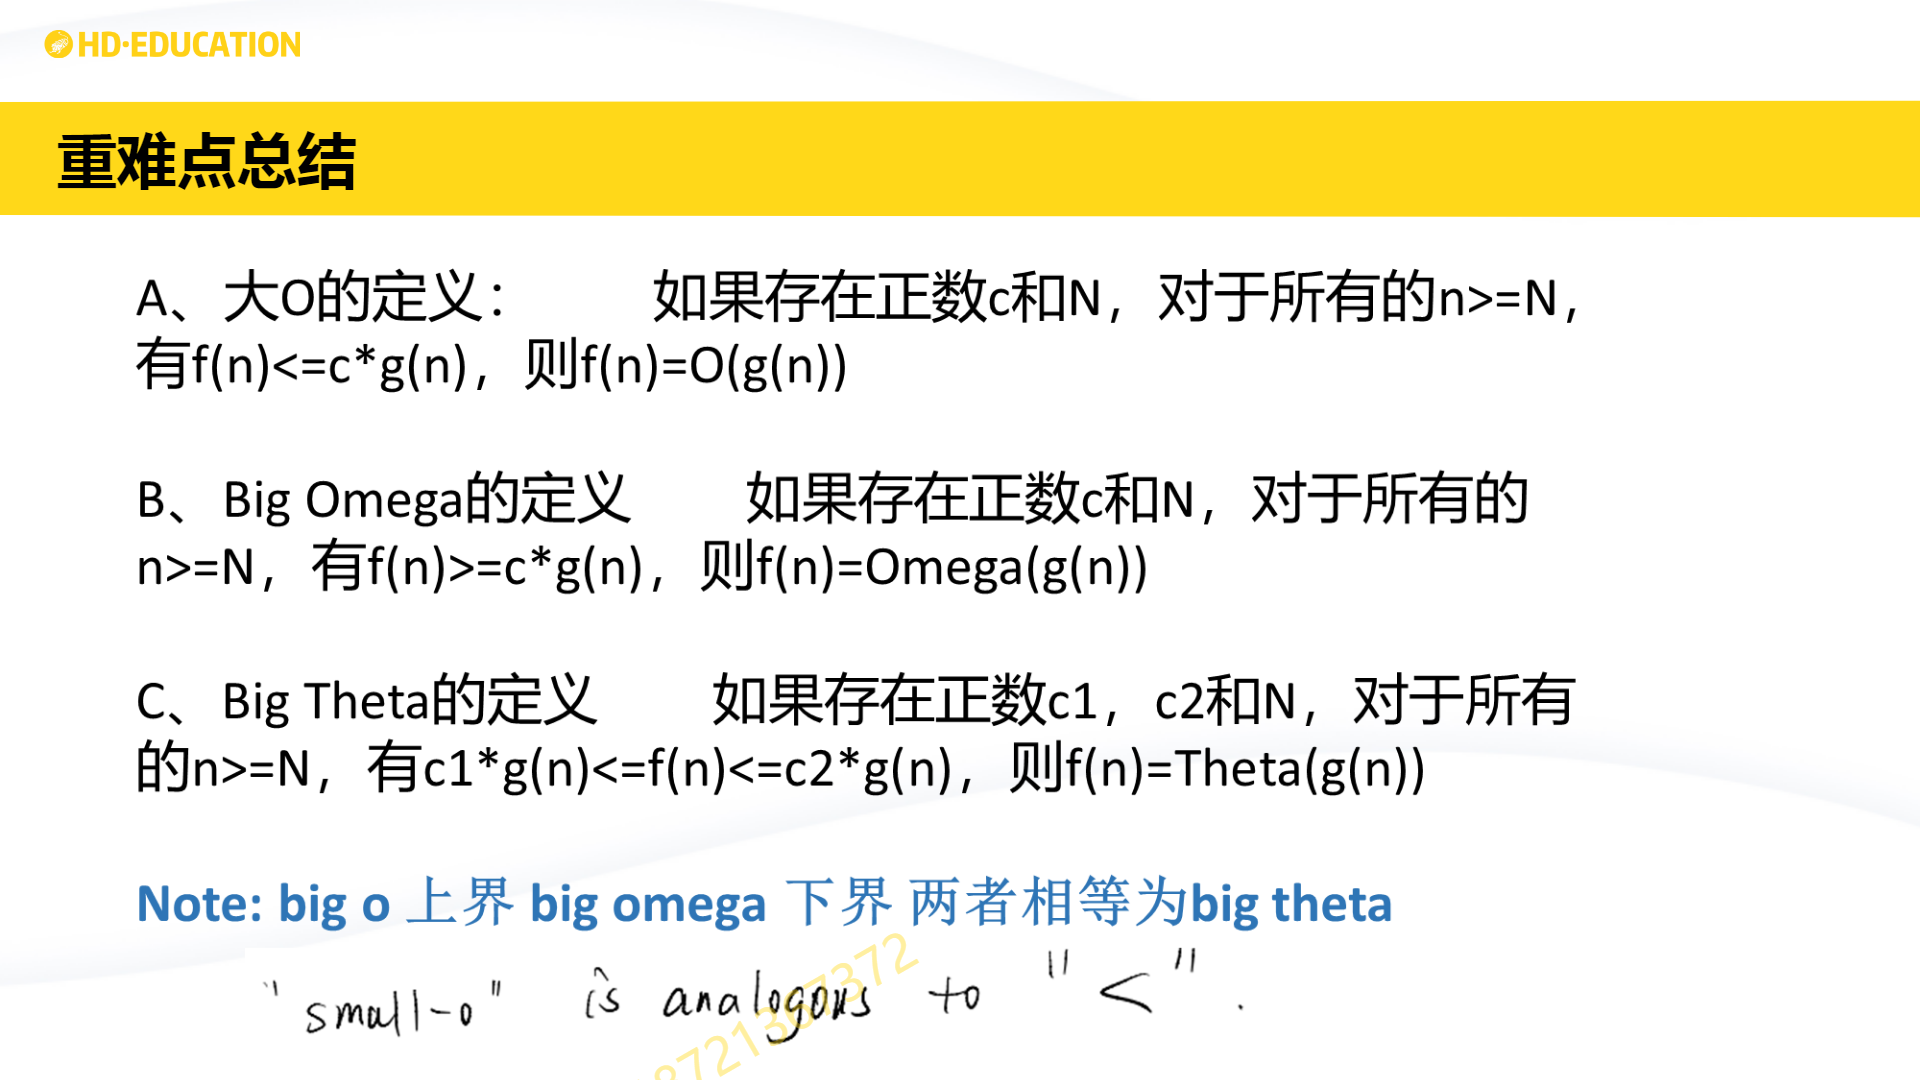 HD·EDUCATION
重难点总结
A、大O的定义： 如果存在正数c和N，对于所有的n>=N，
有f(n)<=c*g(n)，则f(n)=O(g(n))
B、Big Omega的定义 如果存在正数c和N，对于所有的
n>=N，有f(n)>=c*g(n)，则f(n)=Omega(g(n))
C、Big Theta的定义 如果存在正数c1，c2和N，对于所有
的n>=N，有c1*g(n)<=f(n)<=c2*g(n)，则f(n)=Theta(g(n))
Note: big o 上界 big omega 下界 两者相等为big theta
"small-o" is analogous to "<".